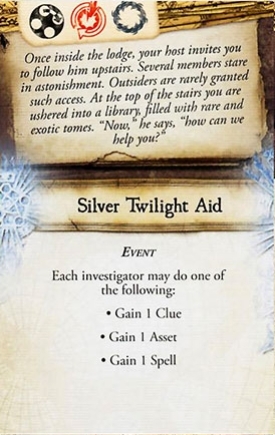 Once inside the lodge, your host invites you
to follow him upstairs. Several members stare
in astonishment. Outsiders are rarely granted
such access. At the top of the stairs you are
ushered into a library, filled with rare and
exotic tomes. "Now," he says, "how can we
help you?"
Silver Twilight Aid
EVENT
Each investigator may do one of
the following:
• Gain 1 Clue
• Gain 1 Asset
• Gain 1 Spell